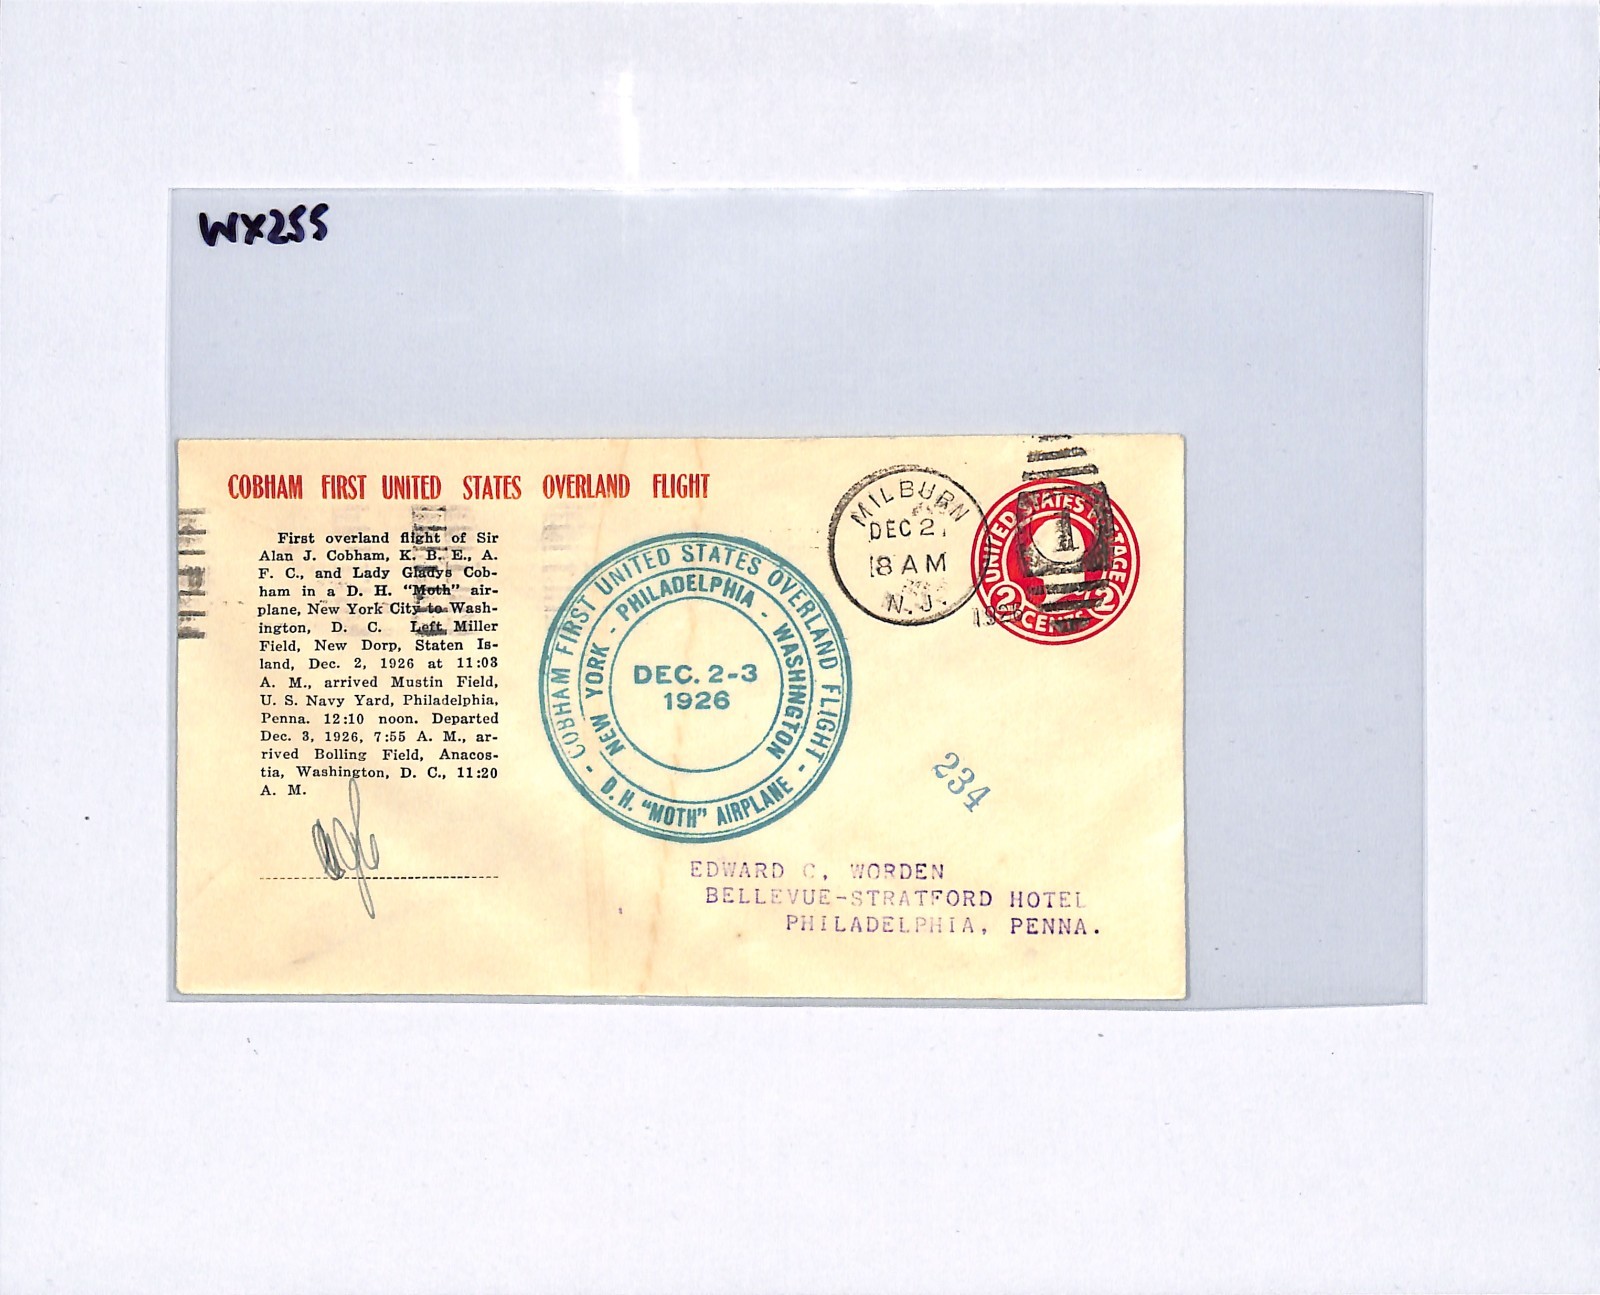 WX255
COBHAM FIRST UNITED STATES OVERLAND FLIGHT
First overland flight of Sir
Alan J. Cobham, K. B. E., A.
F. C., and Lady Gladys Cob-
ham in a D. H. "Moth" air-
plane, New York City to Wash-
ington, D. C. Left Miller
Field, New Dorp, Staten Is-
land, Dec. 2, 1926 at 11:03
A. M., arrived Mustin Field,
U. S. Navy Yard, Philadelphia,
Penna. 12:10 noon. Departed
Dec. 3, 1926, 7:55 A. M., ar-
rived Bolling Field, Anacos-
tia, Washington, D. C., 11:20
A. M.
- COBHAM FIRST UNITED STATES OVERLAND FLIGHT -
D. H. "MOTH" AIRPLANE
NEW YORK - PHILADELPHIA - WASHINGTON
DEC. 2-3
1926
MILBURN
DEC 2
8 AM
N. J.
1926
UNITED STATES POSTAGE
2 CENTS 2
1
234
EDWARD C. WORDEN
BELLEVUE-STRATFORD HOTEL
PHILADELPHIA, PENNA.